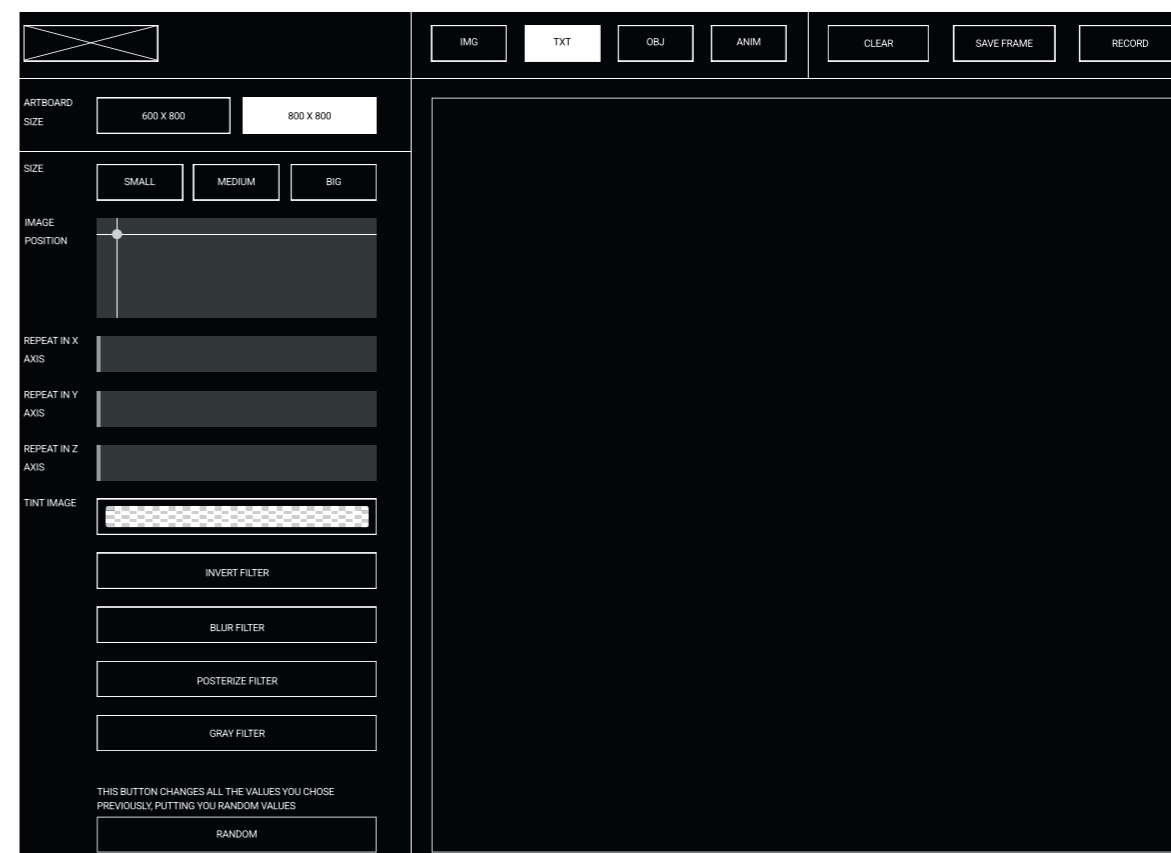 IMG
TXT
OBJ
ANIM
CLEAR
SAVE FRAME
RECORD
ARTBOARD
SIZE
600 X 800
800 X 800
SIZE
SMALL
MEDIUM
BIG
IMAGE
POSITION
REPEAT IN X
AXIS
REPEAT IN Y
AXIS
REPEAT IN Z
AXIS
TINT IMAGE
INVERT FILTER
BLUR FILTER
POSTERIZE FILTER
GRAY FILTER
THIS BUTTON CHANGES ALL THE VALUES YOU CHOSE
PREVIOUSLY, PUTTING YOU RANDOM VALUES
RANDOM